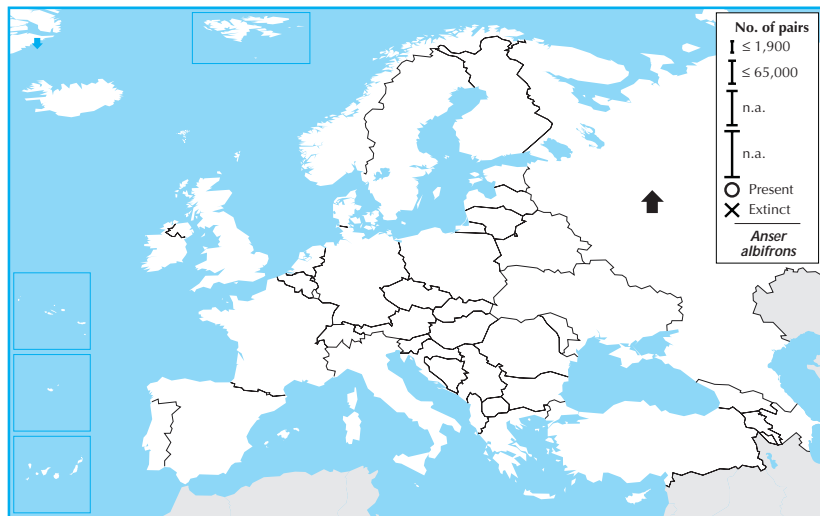 No. of pairs
≤ 1,900
≤ 65,000
n.a.
n.a.
Present
Extinct
Anser
albifrons